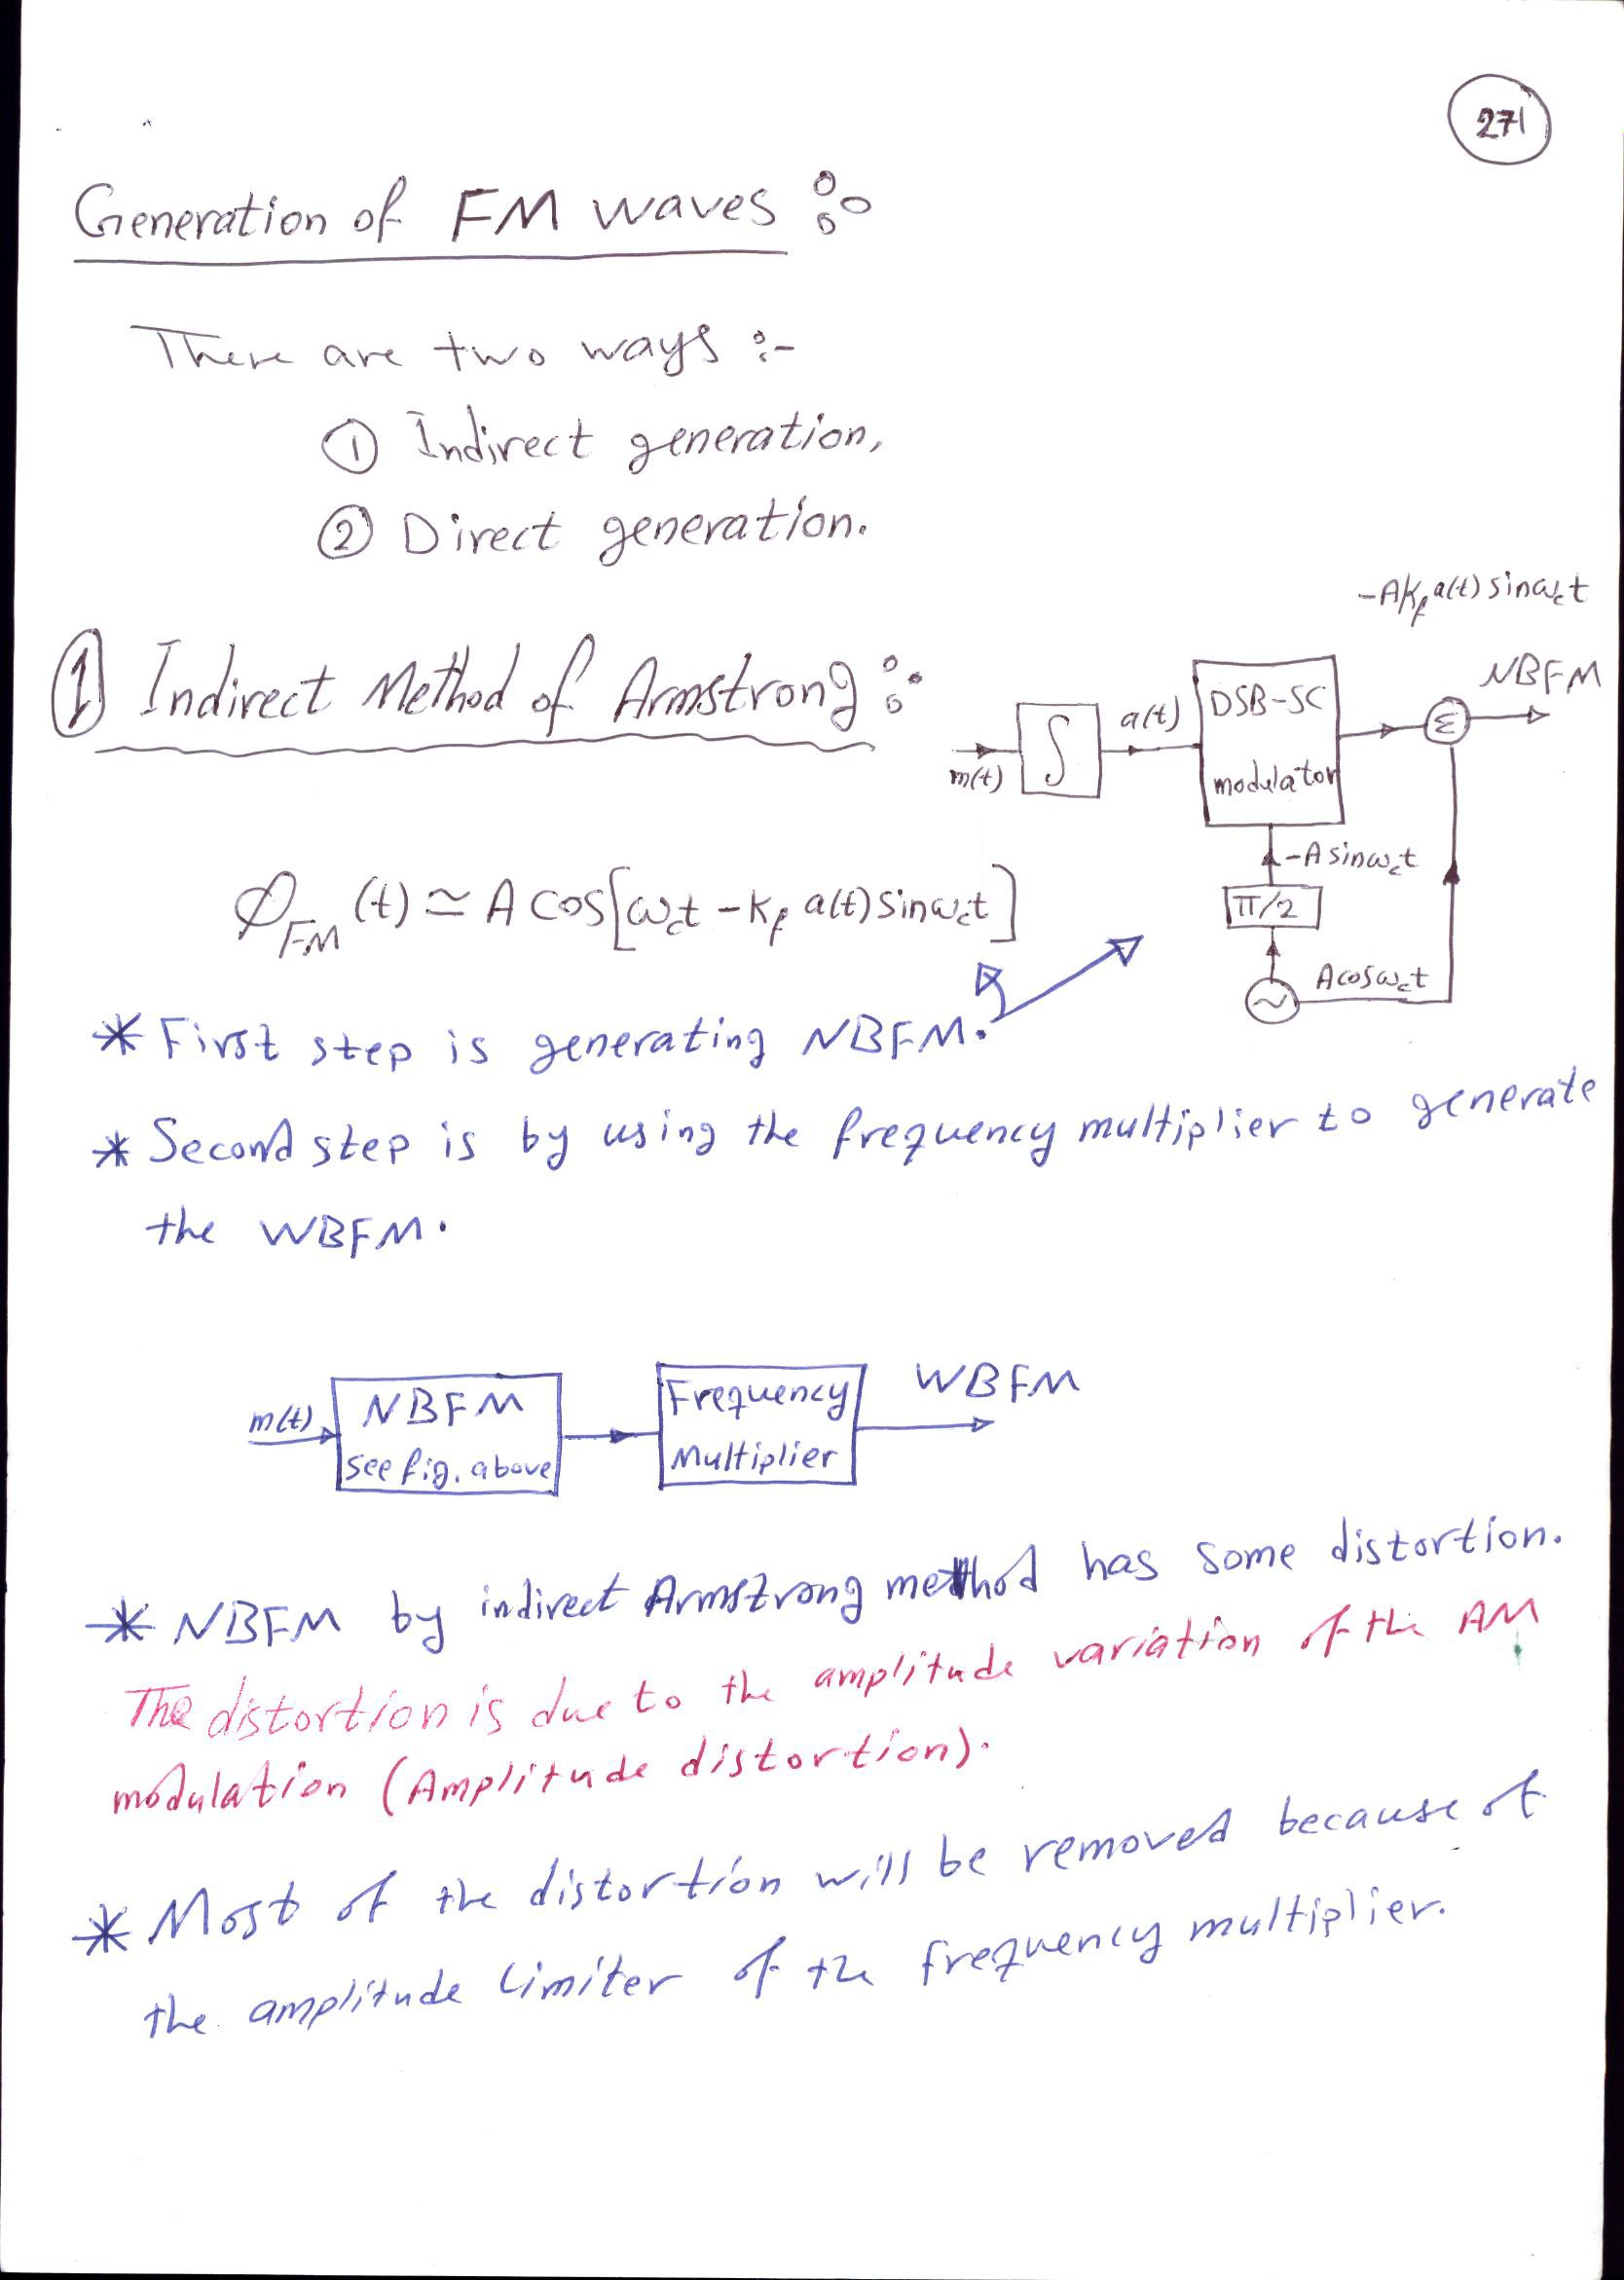 271
Generation of FM waves :
There are two ways :-
① Indirect generation,
② Direct generation.
① Indirect Method of Armstrong :
-AK_f a(t) sinω_ct
NBFM
m(t)
∫
a(t)
DSB-SC
modulator
Σ
-A sinω_ct
π/2
~
A cosω_ct
Ø_FM (t) ≃ A cos[ω_ct - k_f a(t) sinω_ct]
* First step is generating NBFM.
* Second step is by using the frequency multiplier to generate
the WBFM.
m(t)
NBFM
see fig. above
Frequency
Multiplier
WBFM
* NBFM by indirect Armstrong method has some distortion.
The distortion is due to the amplitude variation of the AM
modulation (Amplitude distortion).
* Most of the distortion will be removed because of
the amplitude limiter of the frequency multiplier.